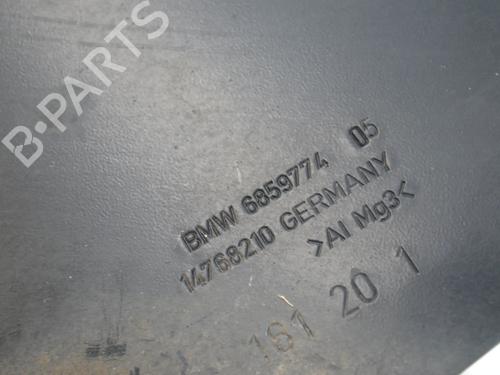 B-PARTS
BMW 6859774 05
14768210 GERMANY
>Al Mg3<
161 20 1